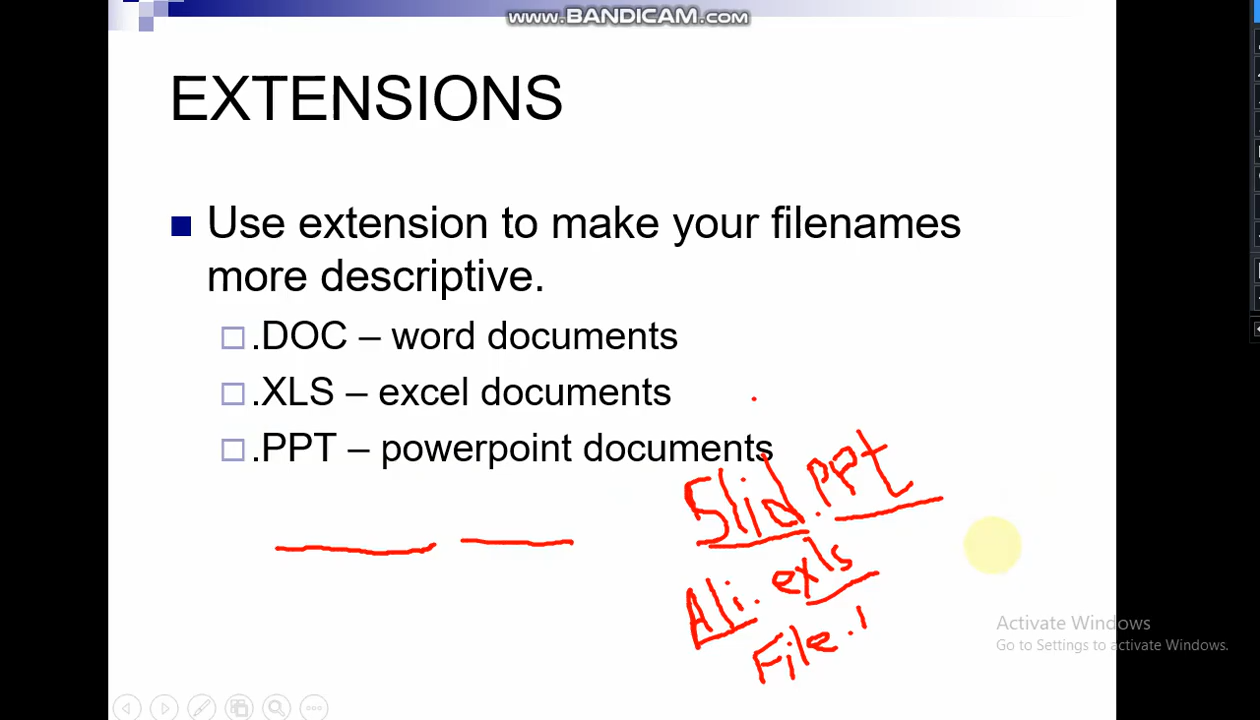 www.BANDICAM.com
EXTENSIONS
Use extension to make your filenames
more descriptive.
.DOC – word documents
.XLS – excel documents
.PPT – powerpoint documents
Slid.PPt
Ali.exls
File.
Activate Windows
Go to Settings to activate Windows.